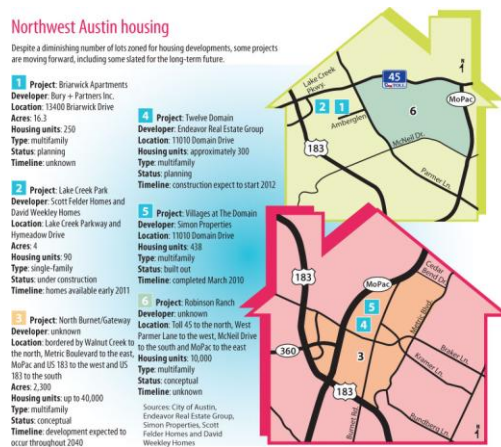 Northwest Austin housing
Despite a diminishing number of lots zoned for housing developments, some projects
are moving forward, including some slated for the long-term future.
1 Project: Briarwick Apartments
Developer: Bury + Partners Inc.
Location: 13400 Briarwick Drive
Acres: 16.3
Housing units: 250
Type: multifamily
Status: planning
Timeline: unknown
2 Project: Lake Creek Park
Developer: Scott Felder Homes and
David Weekley Homes
Location: Lake Creek Parkway and
Hymeadow Drive
Acres: 4
Housing units: 90
Type: single-family
Status: under construction
Timeline: homes available early 2011
3 Project: North Burnet/Gateway
Developer: unknown
Location: bordered by Walnut Creek to
the north, Metric Boulevard to the east,
MoPac and US 183 to the west and US
183 to the south
Acres: 2,300
Housing units: up to 40,000
Type: multifamily
Status: conceptual
Timeline: development expected to
occur throughout 2040
4 Project: Twelve Domain
Developer: Endeavor Real Estate Group
Location: 11010 Domain Drive
Housing units: approximately 300
Type: multifamily
Status: planning
Timeline: construction expect to start 2012
5 Project: Villages at The Domain
Developer: Simon Properties
Location: 11010 Domain Drive
Housing units: 438
Type: multifamily
Status: built out
Timeline: completed March 2010
6 Project: Robinson Ranch
Developer: unknown
Location: Toll 45 to the north, West
Parmer Lane to the west, McNeil Drive
to the south and MoPac to the east
Housing units: 10,000
Type: multifamily
Status: conceptual
Timeline: unknown
Sources: City of Austin,
Endeavor Real Estate Group,
Simon Properties, Scott
Felder Homes and David
Weekley Homes
Lake Creek
Pkwy.
45
2
1
Amberglen
6
MoPac
183
McNeil Dr.
Parmer Ln.
183
MoPac
Cedar
Bend Dr.
5
4
Metric Blvd.
360
3
Braker Ln.
Kramer Ln.
183
Burnet Rd.
Rundberg Ln.